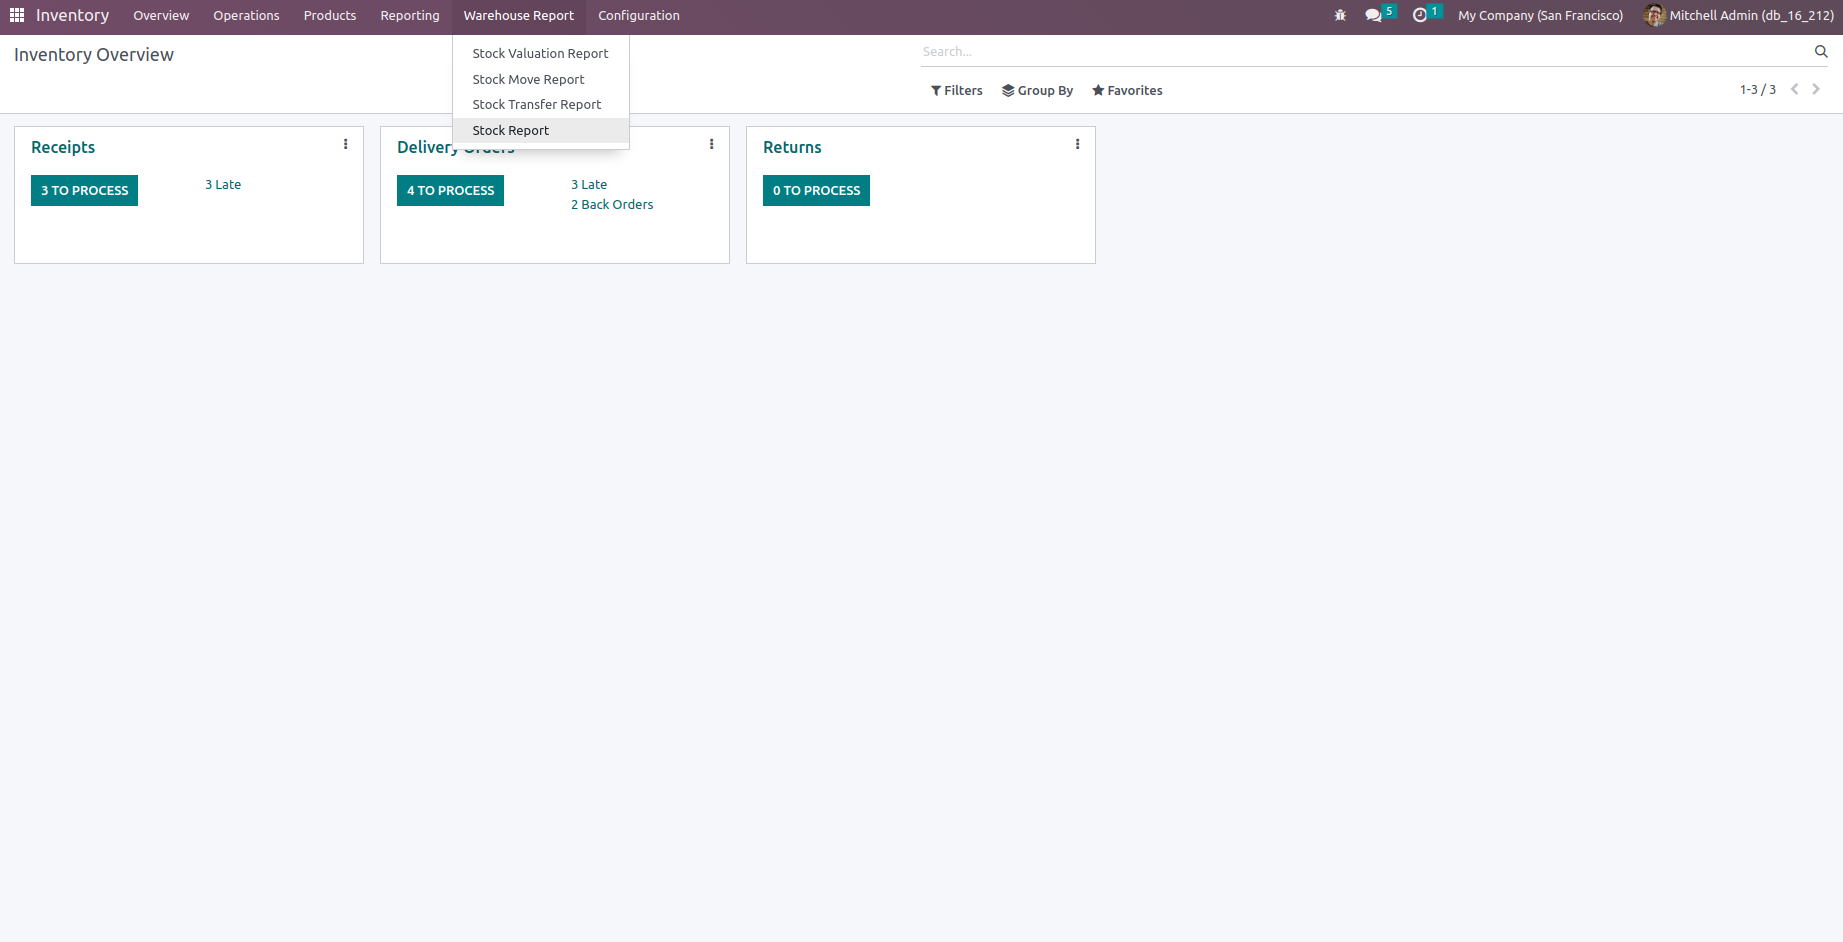 Inventory Overview Operations Products Reporting Warehouse Report Configuration 5 1 My Company (San Francisco) Mitchell Admin (db_16_212)
Inventory Overview
Search...
Stock Valuation Report
Stock Move Report
Stock Transfer Report
Stock Report
Filters Group By Favorites 1-3 / 3
Receipts
3 TO PROCESS 3 Late
Delivery Orders
4 TO PROCESS 3 Late
2 Back Orders
Returns
0 TO PROCESS